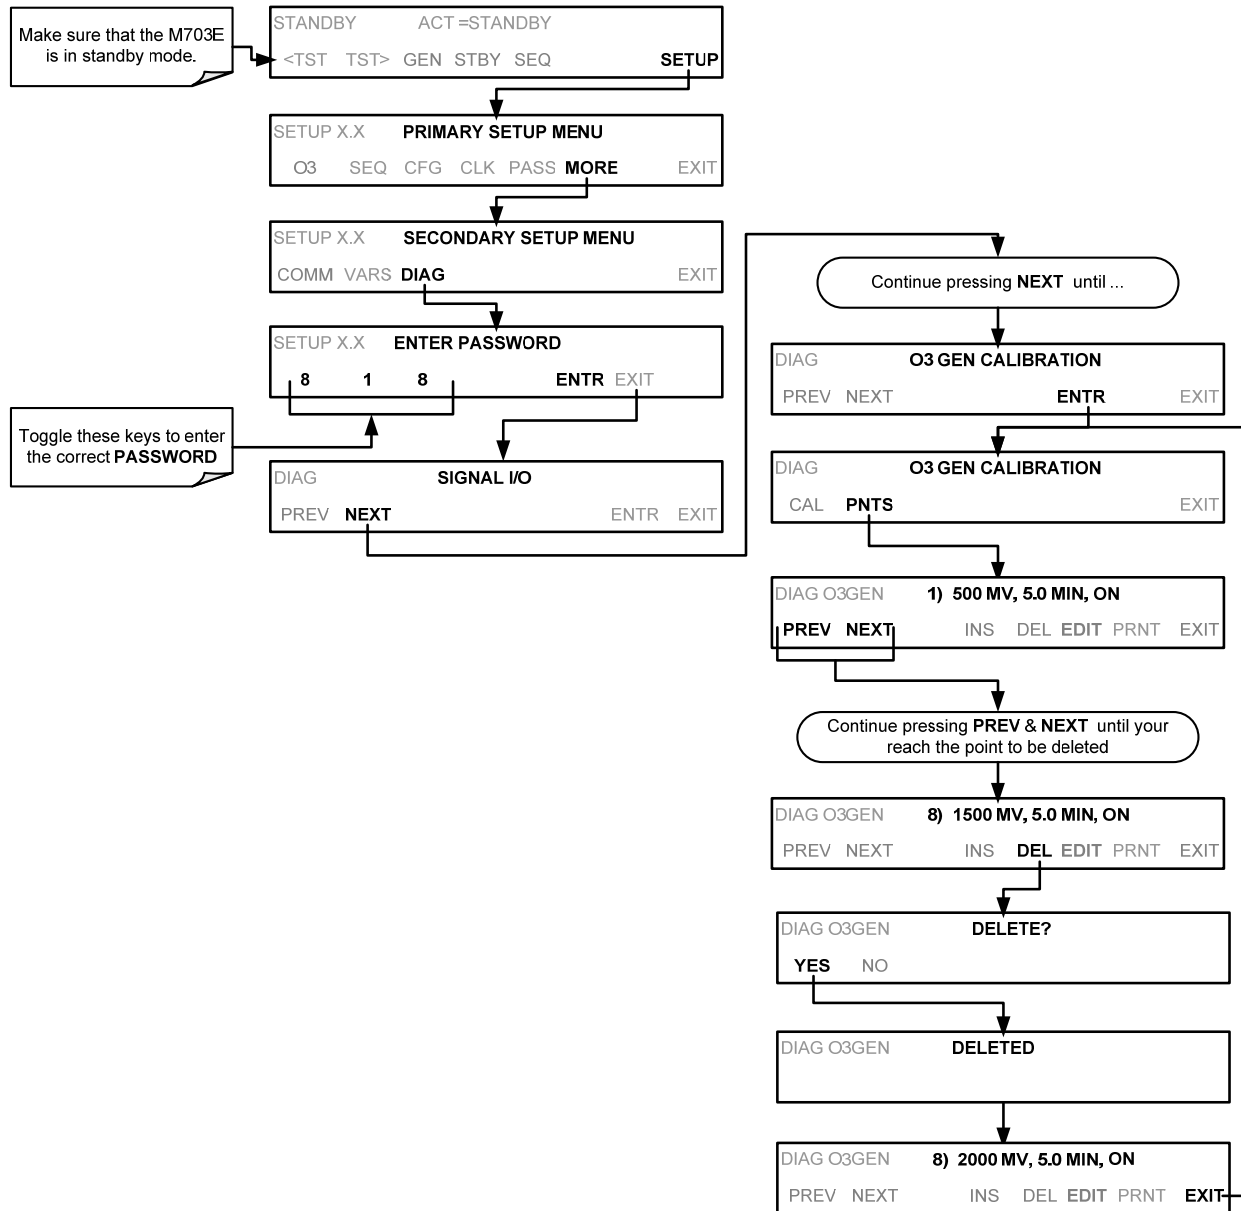 Make sure that the M703E
is in standby mode.
STANDBY ACT =STANDBY
<TST TST> GEN STBY SEQ SETUP
SETUP X.X PRIMARY SETUP MENU
O3 SEQ CFG CLK PASS MORE EXIT
SETUP X.X SECONDARY SETUP MENU
COMM VARS DIAG EXIT
SETUP X.X ENTER PASSWORD
8 1 8 ENTR EXIT
Toggle these keys to enter
the correct PASSWORD
DIAG SIGNAL I/O
PREV NEXT ENTR EXIT
Continue pressing NEXT until ...
DIAG O3 GEN CALIBRATION
PREV NEXT ENTR EXIT
DIAG O3 GEN CALIBRATION
CAL PNTS EXIT
DIAG O3GEN 1) 500 MV, 5.0 MIN, ON
PREV NEXT INS DEL EDIT PRNT EXIT
Continue pressing PREV & NEXT until your
reach the point to be deleted
DIAG O3GEN 8) 1500 MV, 5.0 MIN, ON
PREV NEXT INS DEL EDIT PRNT EXIT
DIAG O3GEN DELETE?
YES NO
DIAG O3GEN DELETED
DIAG O3GEN 8) 2000 MV, 5.0 MIN, ON
PREV NEXT INS DEL EDIT PRNT EXIT